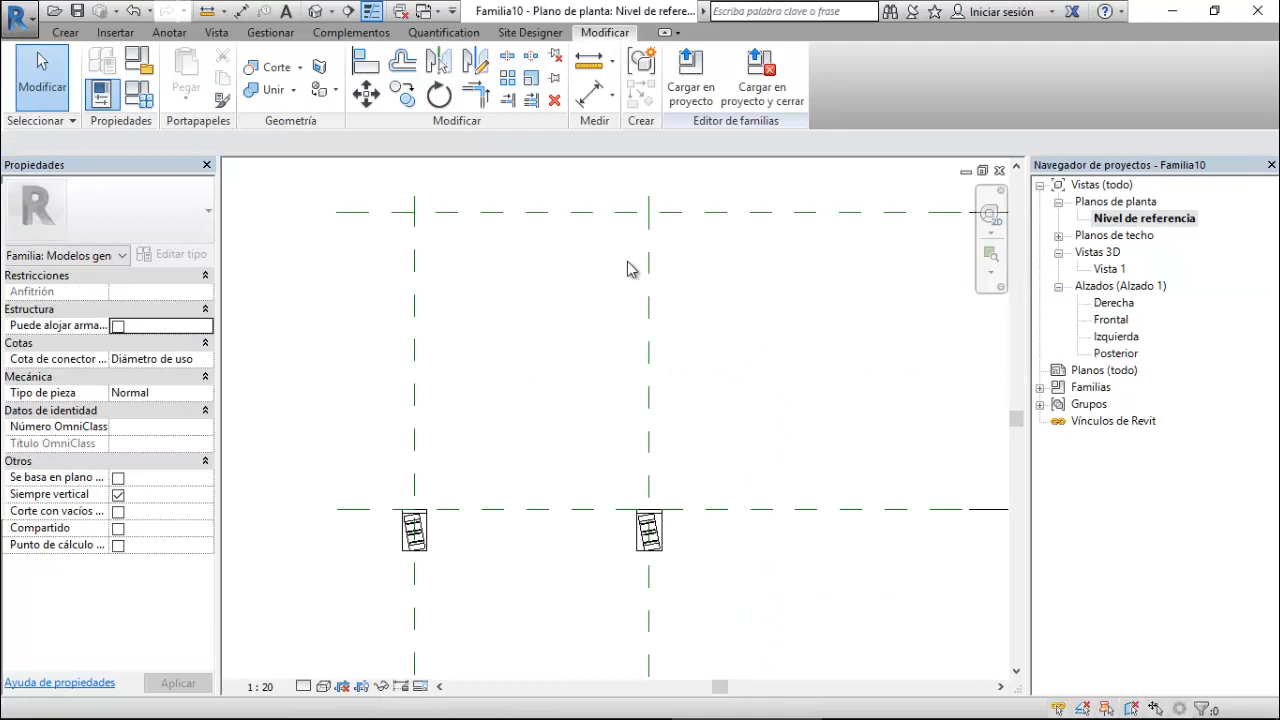 Familia10 - Plano de planta: Nivel de refere...
Escriba palabra clave o frase
Iniciar sesión
Crear
Insertar
Anotar
Vista
Gestionar
Complementos
Quantification
Site Designer
Modificar
Modificar
Pegar
Corte
Unir
Cargar en
proyecto
Cargar en
proyecto y cerrar
Seleccionar
Propiedades
Portapapeles
Geometría
Modificar
Medir
Crear
Editor de familias
Propiedades
Familia: Modelos gen
Editar tipo
Restricciones
Anfitrión
Estructura
Puede alojar arma...
Cotas
Cota de conector ... Diámetro de uso
Mecánica
Tipo de pieza Normal
Datos de identidad
Número OmniClass
Título OmniClass
Otros
Se basa en plano ...
Siempre vertical
Corte con vacíos ...
Compartido
Punto de cálculo ...
Ayuda de propiedades
Aplicar
2D
1 : 20
Navegador de proyectos - Familia10
Vistas (todo)
Planos de planta
Nivel de referencia
Planos de techo
Vistas 3D
Vista 1
Alzados (Alzado 1)
Derecha
Frontal
Izquierda
Posterior
Planos (todo)
Familias
Grupos
Vínculos de Revit
:0